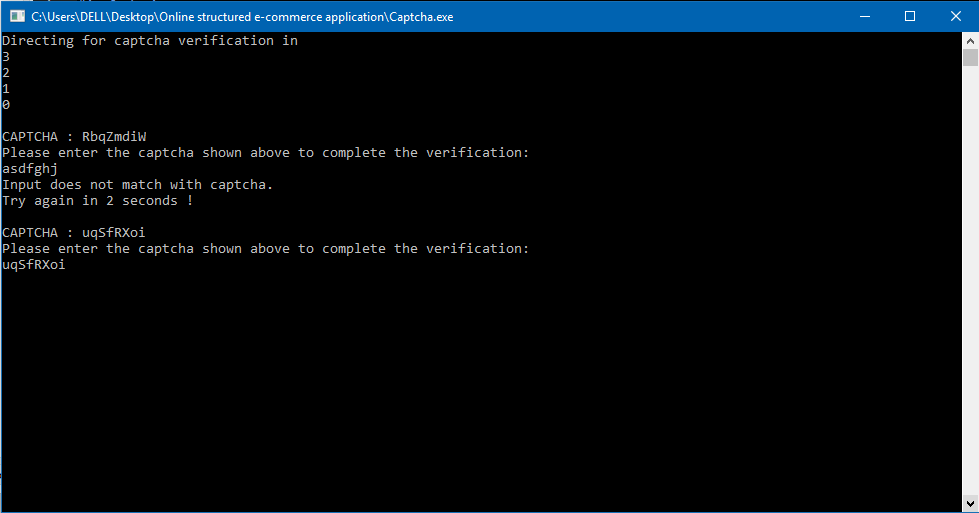 C:\Users\DELL\Desktop\Online structured e-commerce application\Captcha.exe
Directing for captcha verification in
3
2
1
0
CAPTCHA : RbqZmdiW
Please enter the captcha shown above to complete the verification:
asdfghj
Input does not match with captcha.
Try again in 2 seconds !
CAPTCHA : uqSfRXoi
Please enter the captcha shown above to complete the verification:
uqSfRXoi